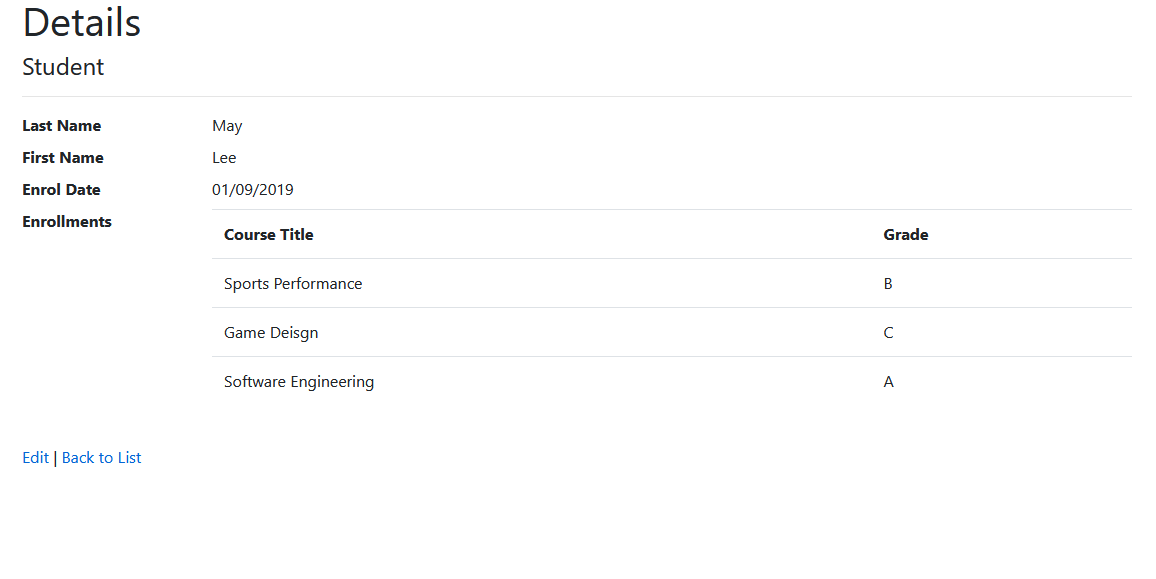 Details
Student
Last Name May
First Name Lee
Enrol Date 01/09/2019
Enrollments
Course Title Grade
Sports Performance B
Game Deisgn C
Software Engineering A
Edit | Back to List